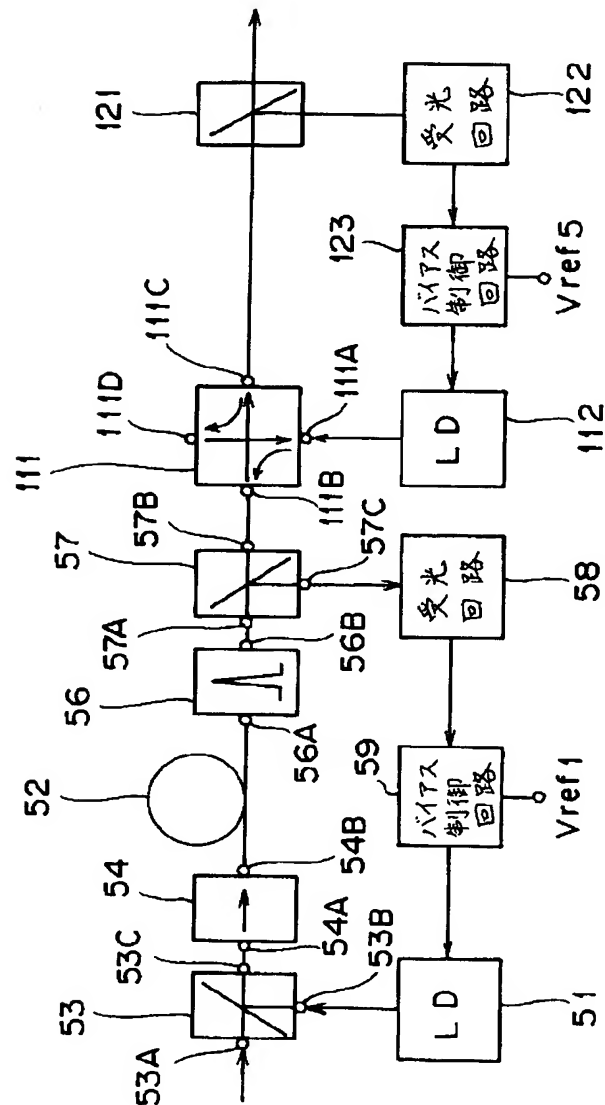 121
111
111D
111C
57
57B
56
52
54
53C
53
53A
54A
54B
56A
56B
57A
57C
111B
111A
53B
123
59
受光
回路
122
バイアス
制御
回路
Vref5
LD
112
受光
回路
58
バイアス
制御
回路
Vref1
LD
51